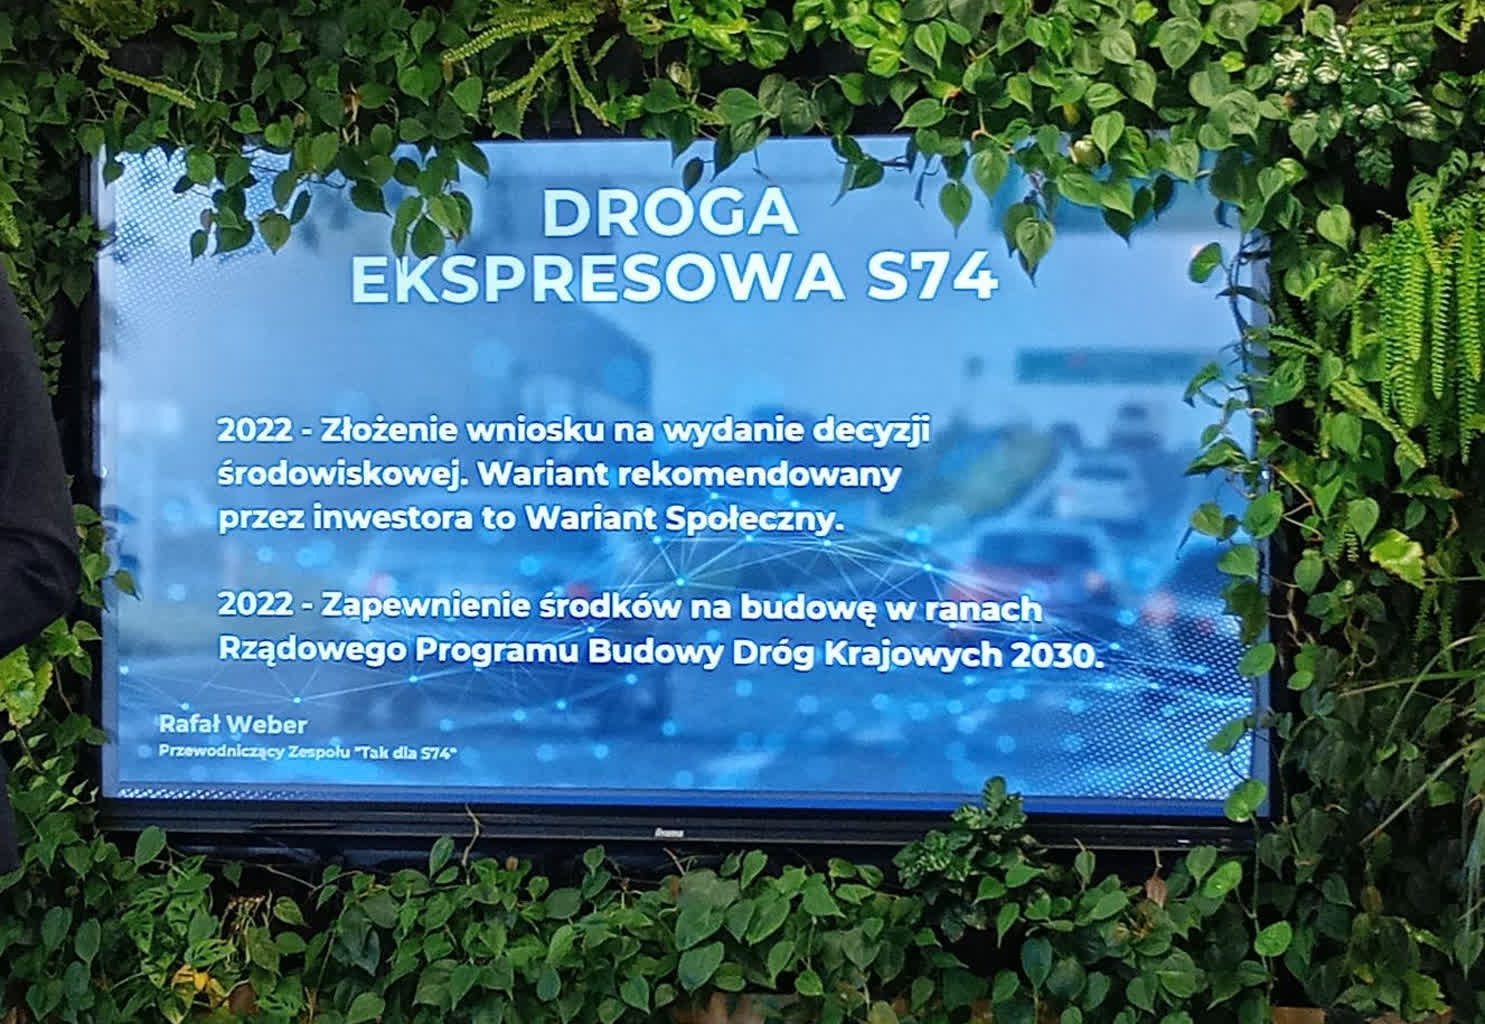 DROGA
EKSPRESOWA S74
2022 - Złożenie wniosku na wydanie decyzji
środowiskowej. Wariant rekomendowany
przez inwestora to Wariant Społeczny.
2022 - Zapewnienie środków na budowę w ranach
Rządowego Programu Budowy Dróg Krajowych 2030.
Rafał Weber
Przewodniczący Zespołu "Tak dla S74"
iiyama